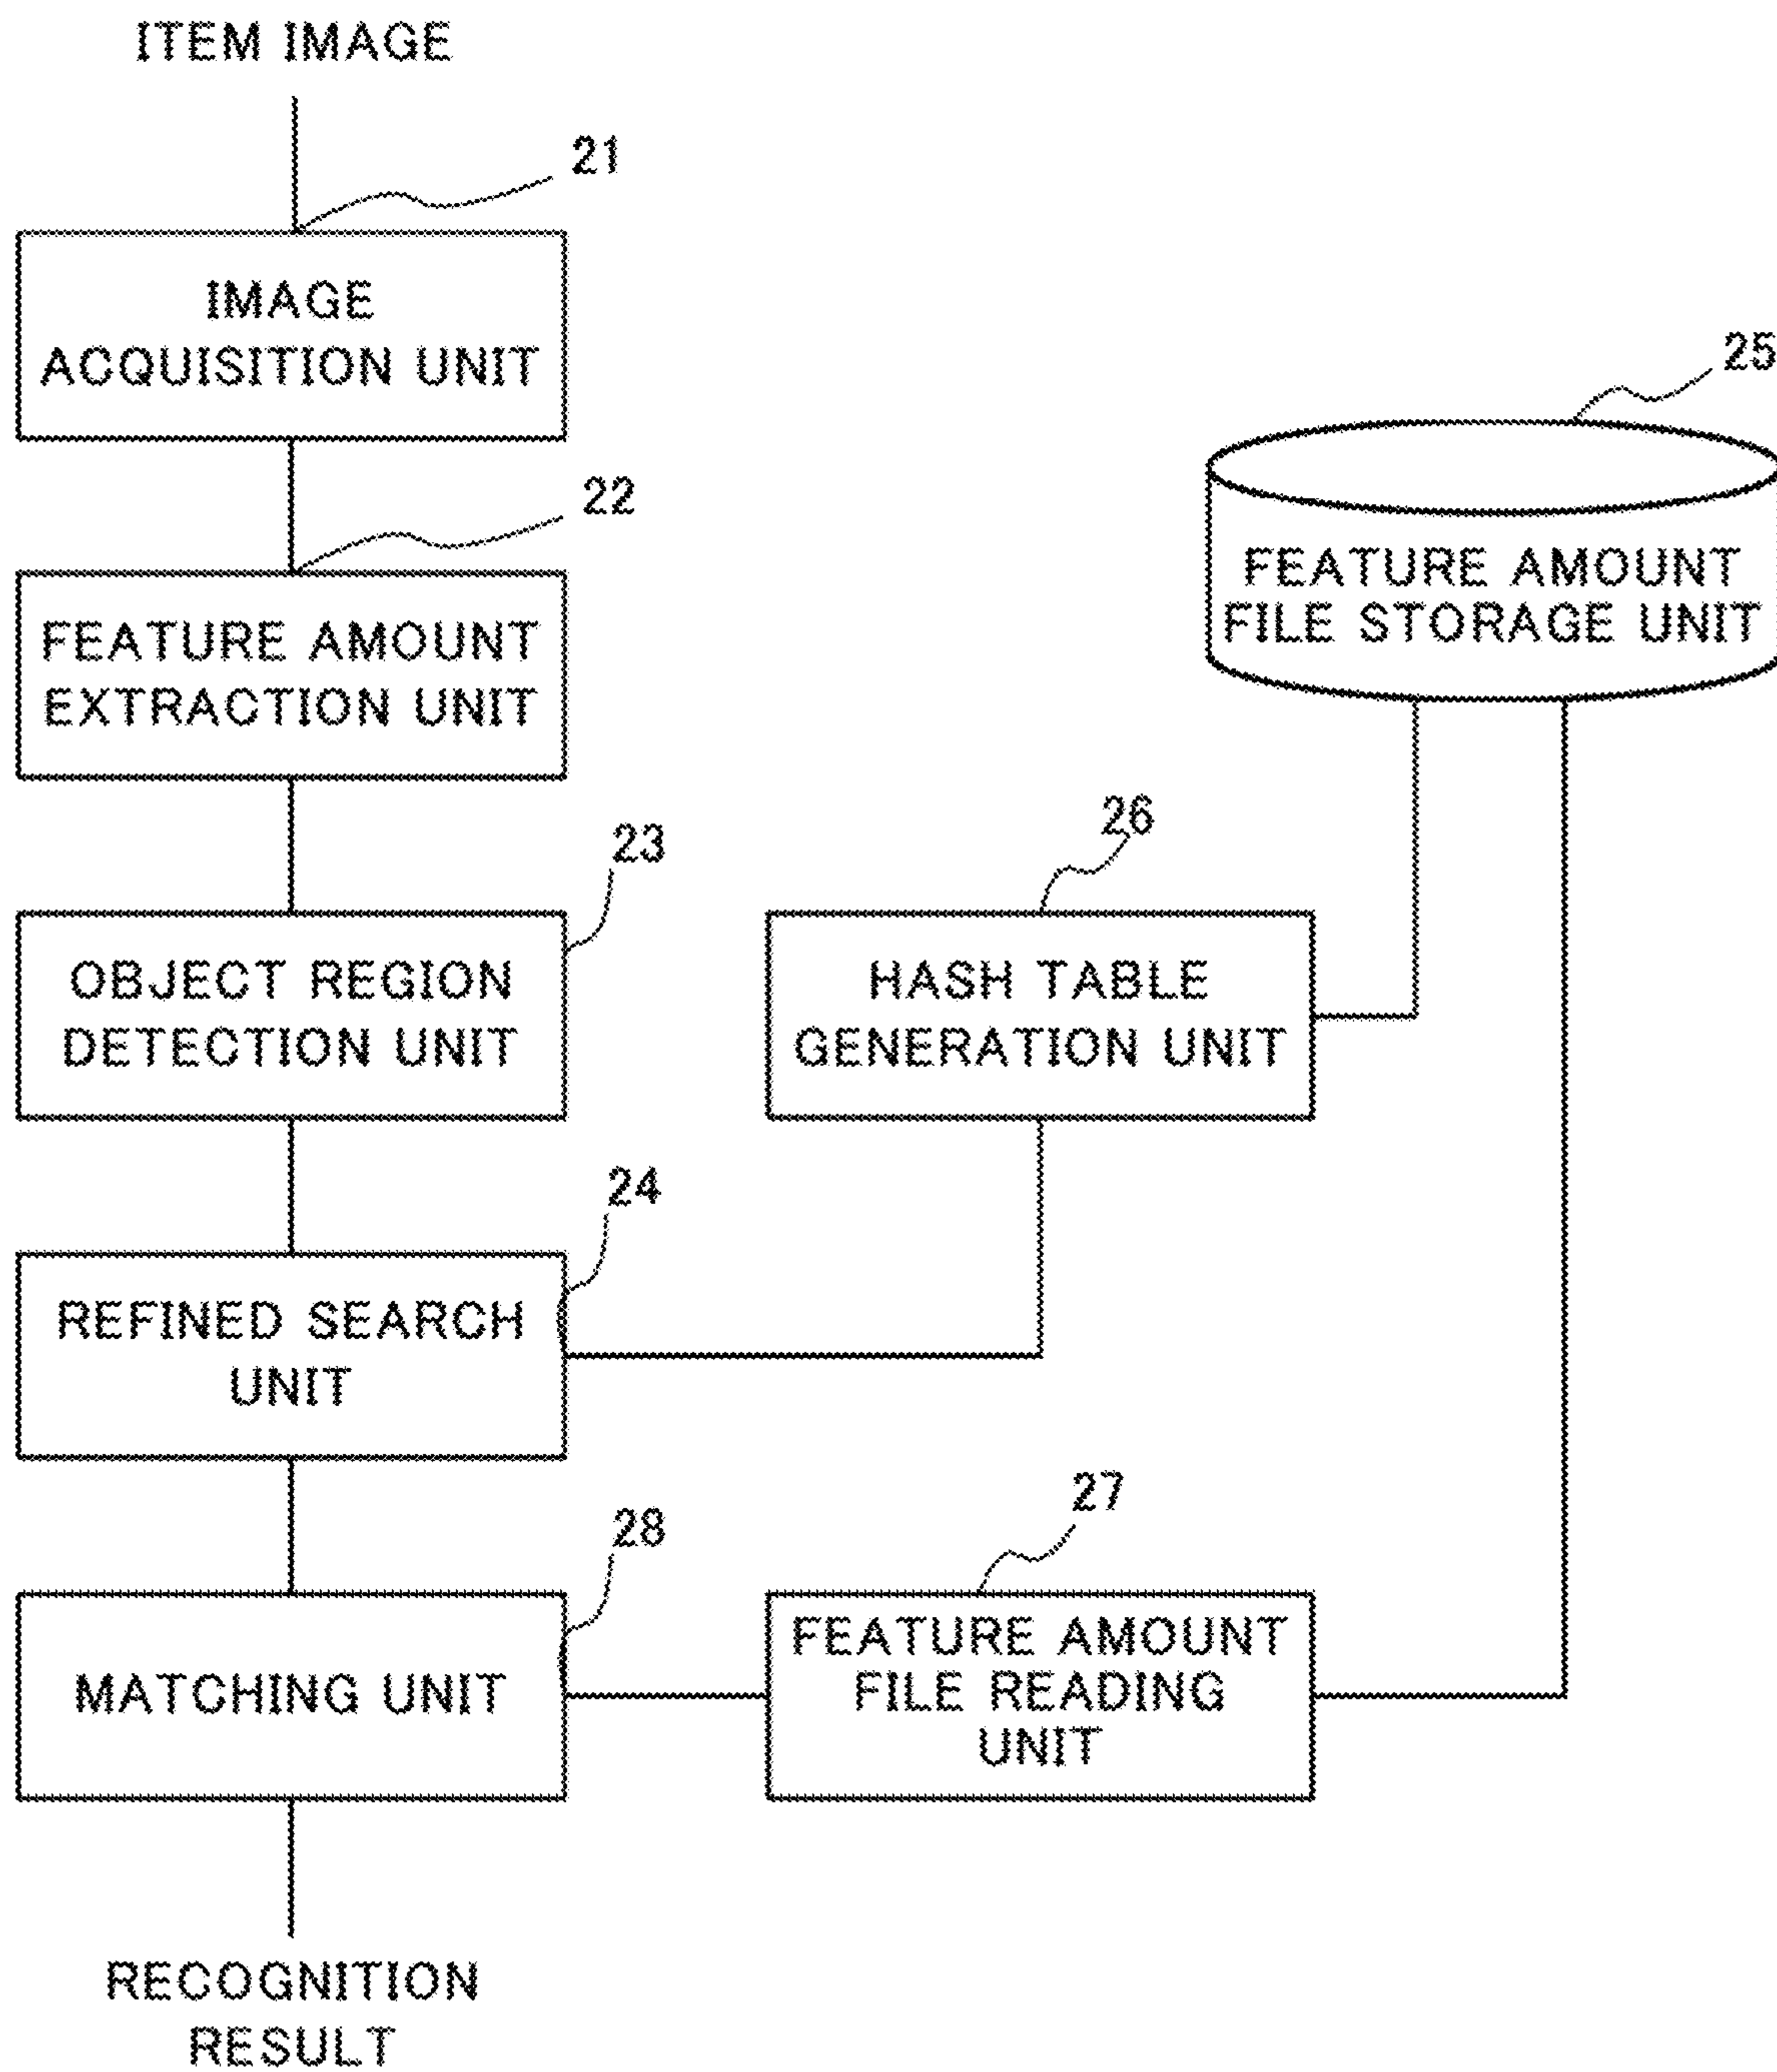 ITEM IMAGE
21
IMAGE
ACQUISITION UNIT
25
22
FEATURE AMOUNT
FILE STORAGE UNIT
FEATURE AMOUNT
EXTRACTION UNIT
26
23
OBJECT REGION
DETECTION UNIT
HASH TABLE
GENERATION UNIT
24
REFINED SEARCH
UNIT
27
28
MATCHING UNIT
FEATURE AMOUNT
FILE READING
UNIT
RECOGNITION
RESULT